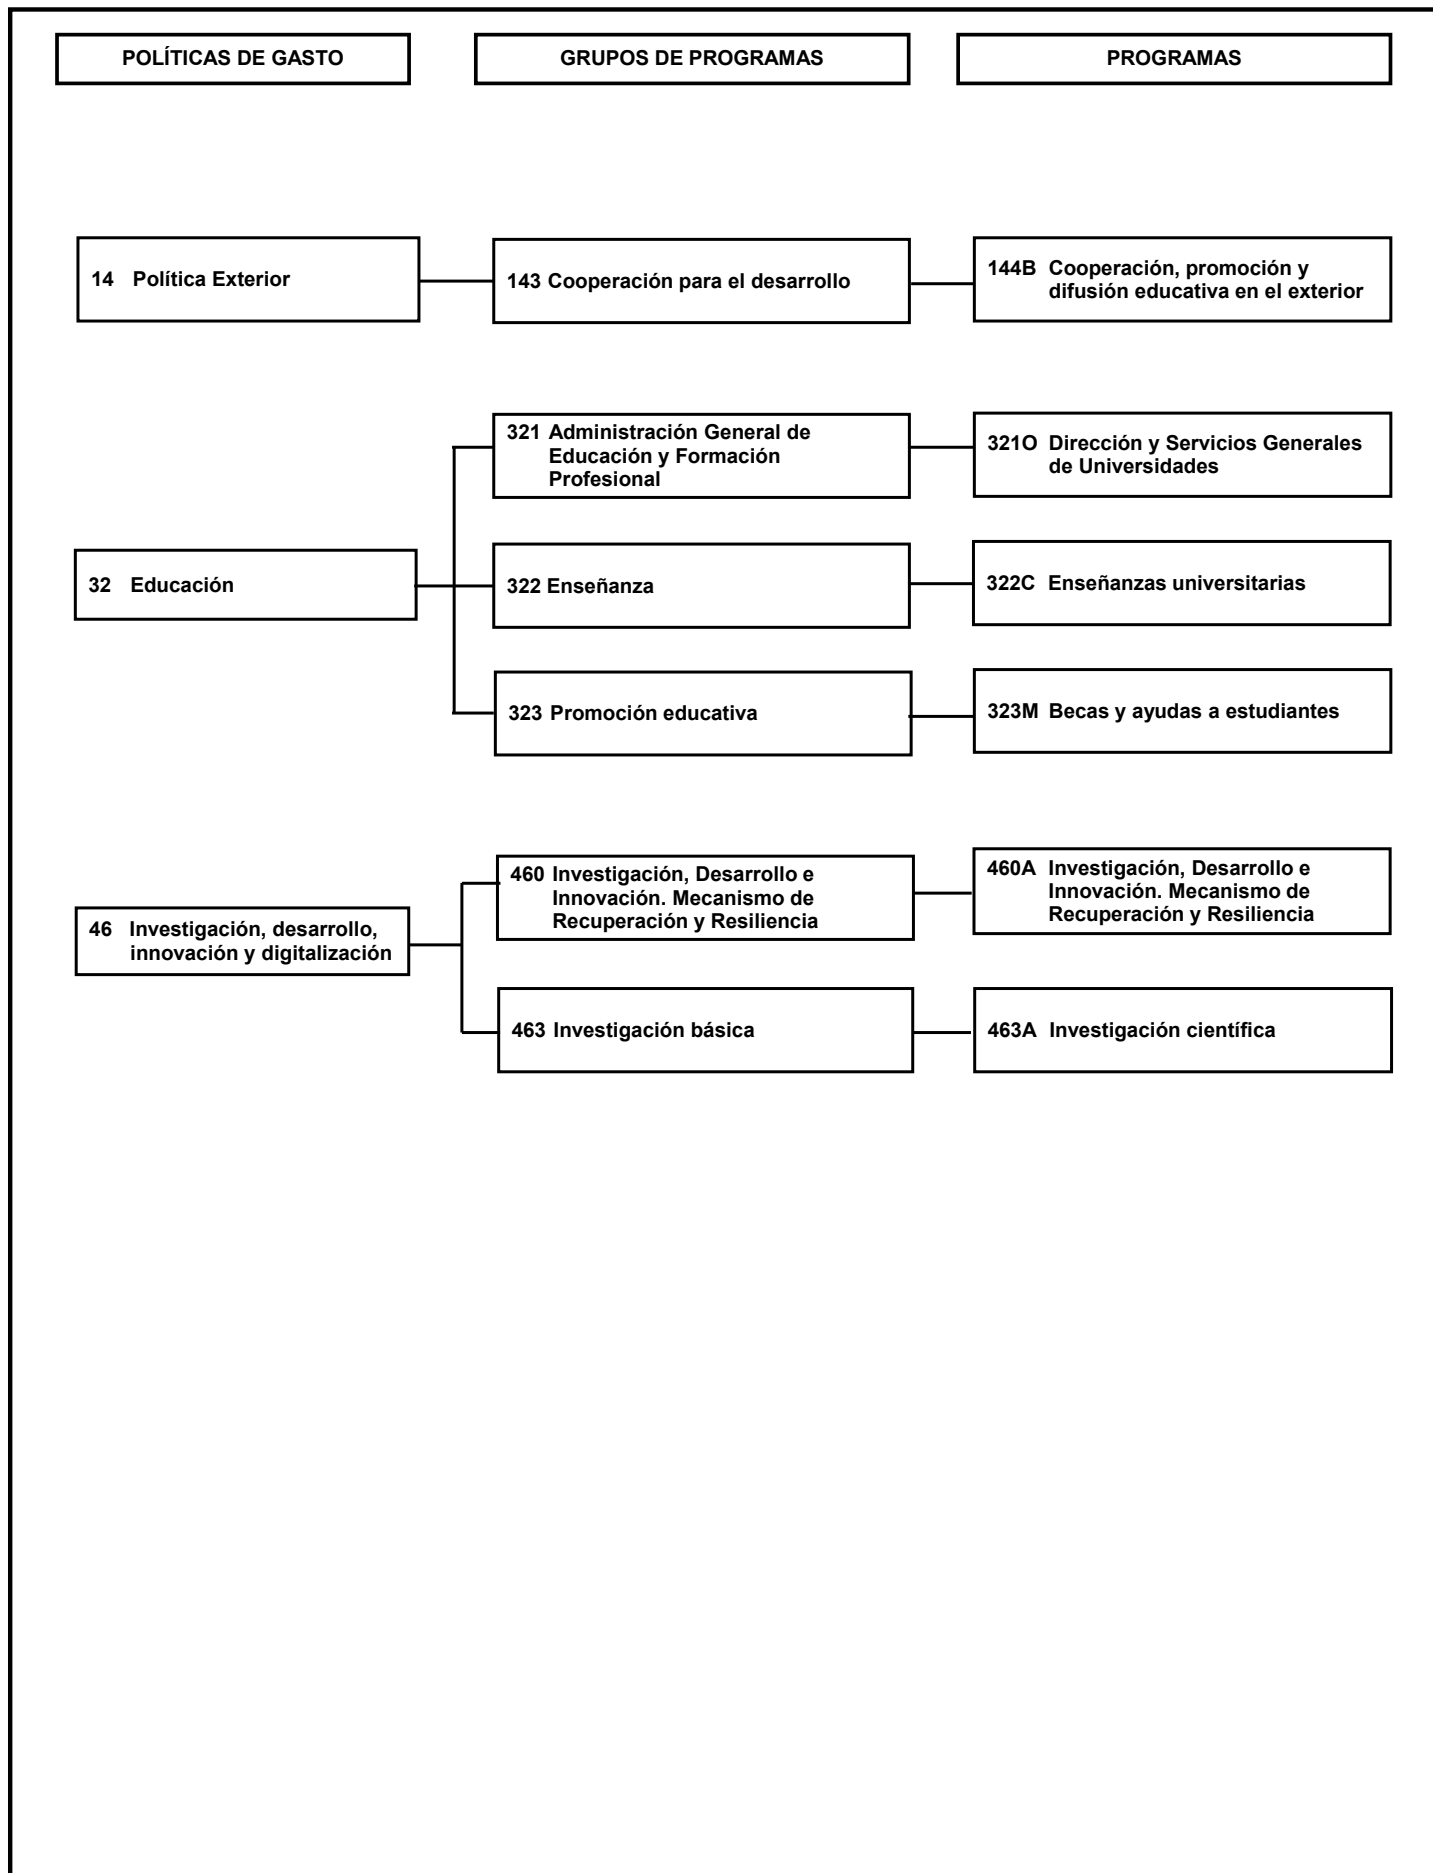 POLÍTICAS DE GASTO
GRUPOS DE PROGRAMAS
PROGRAMAS
14 Política Exterior
143 Cooperación para el desarrollo
144B Cooperación, promoción y
difusión educativa en el exterior
32 Educación
321 Administración General de
Educación y Formación
Profesional
321O Dirección y Servicios Generales
de Universidades
322 Enseñanza
322C Enseñanzas universitarias
323 Promoción educativa
323M Becas y ayudas a estudiantes
46 Investigación, desarrollo,
innovación y digitalización
460 Investigación, Desarrollo e
Innovación. Mecanismo de
Recuperación y Resiliencia
460A Investigación, Desarrollo e
Innovación. Mecanismo de
Recuperación y Resiliencia
463 Investigación básica
463A Investigación científica